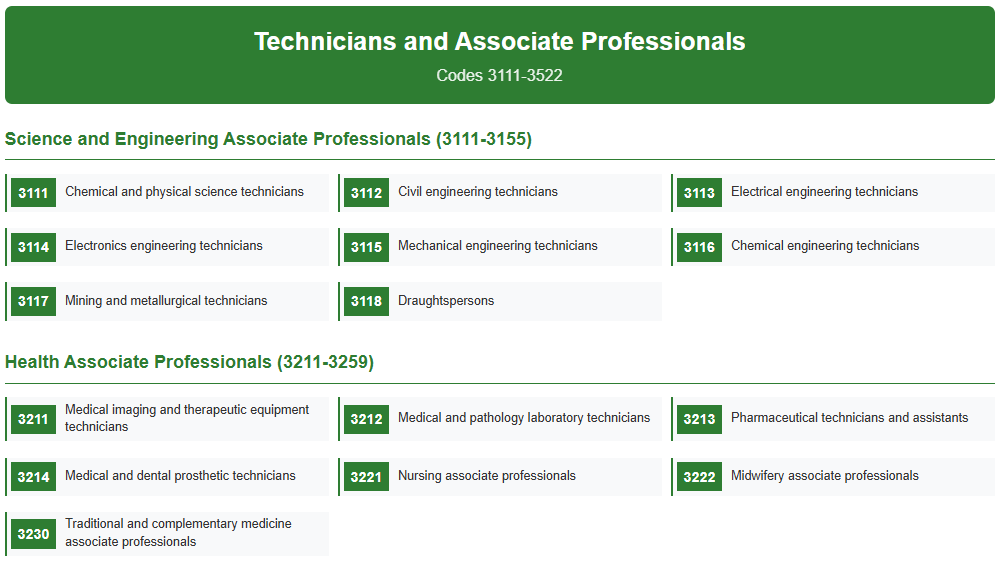 Technicians and Associate Professionals
Codes 3111-3522
Science and Engineering Associate Professionals (3111-3155)
3111 Chemical and physical science technicians
3112 Civil engineering technicians
3113 Electrical engineering technicians
3114 Electronics engineering technicians
3115 Mechanical engineering technicians
3116 Chemical engineering technicians
3117 Mining and metallurgical technicians
3118 Draughtspersons
Health Associate Professionals (3211-3259)
3211 Medical imaging and therapeutic equipment
technicians
3212 Medical and pathology laboratory technicians
3213 Pharmaceutical technicians and assistants
3214 Medical and dental prosthetic technicians
3221 Nursing associate professionals
3222 Midwifery associate professionals
3230 Traditional and complementary medicine
associate professionals